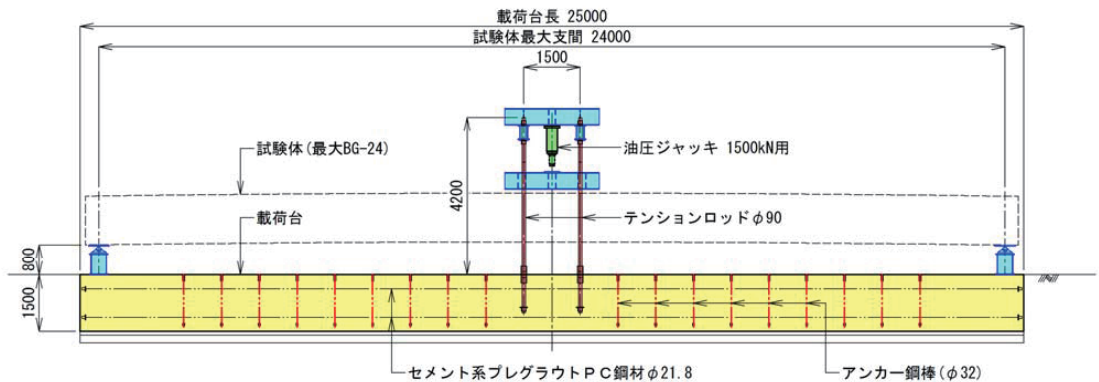 載荷台長 25000
試験体最大支間 24000
1500
試験体(最大BG-24)
油圧ジャッキ 1500kN用
4200
載荷台
テンションロッドφ90
800
1500
セメント系プレグラウトPC鋼材φ21.8
アンカー鋼棒(φ32)